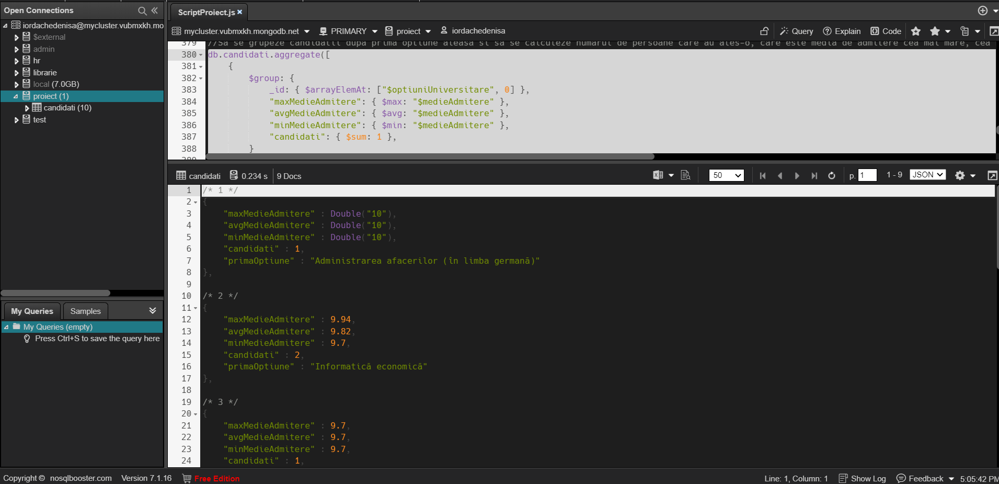 Open Connections
iordachedenisa@mycluster.vubmxkh.mo
$external
admin
hr
librarie
local (7.0GB)
proiect (1)
candidati (10)
test
My Queries
Samples
My Queries (empty)
Press Ctrl+S to save the query here
ScriptProiect.js
mycluster.vubmxkh.mongodb.net PRIMARY proiect iordachedenisa
Query Explain Code
379 //Sa se grupeze candidatii dupa prima optiune aleasa si sa se calculeze numarul de persoane care au ales-o, care este media de admitere cea mai mare, cea
380 db.candidati.aggregate([
381 {
382 $group: {
383 _id: { $arrayElemAt: ["$optiuniUniversitare", 0] },
384 "maxMedieAdmitere": { $max: "$medieAdmitere" },
385 "avgMedieAdmitere": { $avg: "$medieAdmitere" },
386 "minMedieAdmitere": { $min: "$medieAdmitere" },
387 "candidati": { $sum: 1 },
388 }
389
candidati 0.234 s 9 Docs 50 p. 1 1 - 9 JSON
1 /* 1 */
2 {
3 "maxMedieAdmitere" : Double("10"),
4 "avgMedieAdmitere" : Double("10"),
5 "minMedieAdmitere" : Double("10"),
6 "candidati" : 1,
7 "primaOptiune" : "Administrarea afacerilor (în limba germană)"
8 },
9
10 /* 2 */
11 {
12 "maxMedieAdmitere" : 9.94,
13 "avgMedieAdmitere" : 9.82,
14 "minMedieAdmitere" : 9.7,
15 "candidati" : 2,
16 "primaOptiune" : "Informatică economică"
17 },
18
19 /* 3 */
20 {
21 "maxMedieAdmitere" : 9.7,
22 "avgMedieAdmitere" : 9.7,
23 "minMedieAdmitere" : 9.7,
24 "candidati" : 1,
Copyright © nosqlbooster.com Version 7.1.16 Free Edition
Line: 1, Column: 1 Show Log Feedback 5:05:42 PM